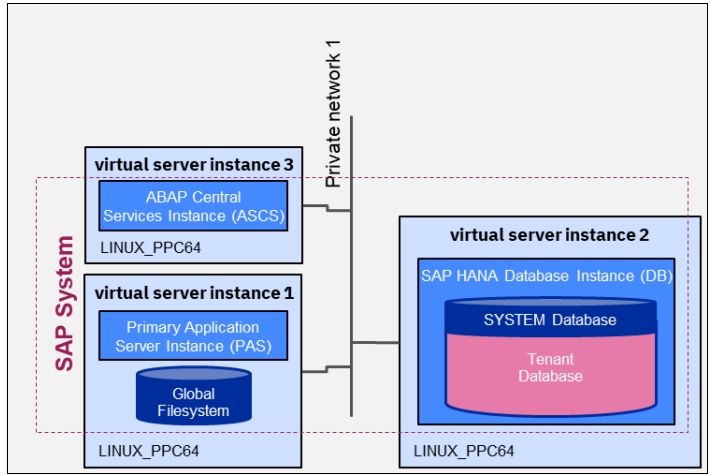 Private network 1
SAP System
virtual server instance 3
ABAP Central
Services Instance (ASCS)
LINUX_PPC64
virtual server instance 1
Primary Application
Server Instance (PAS)
Global
Filesystem
LINUX_PPC64
virtual server instance 2
SAP HANA Database Instance (DB)
SYSTEM Database
Tenant
Database
LINUX_PPC64